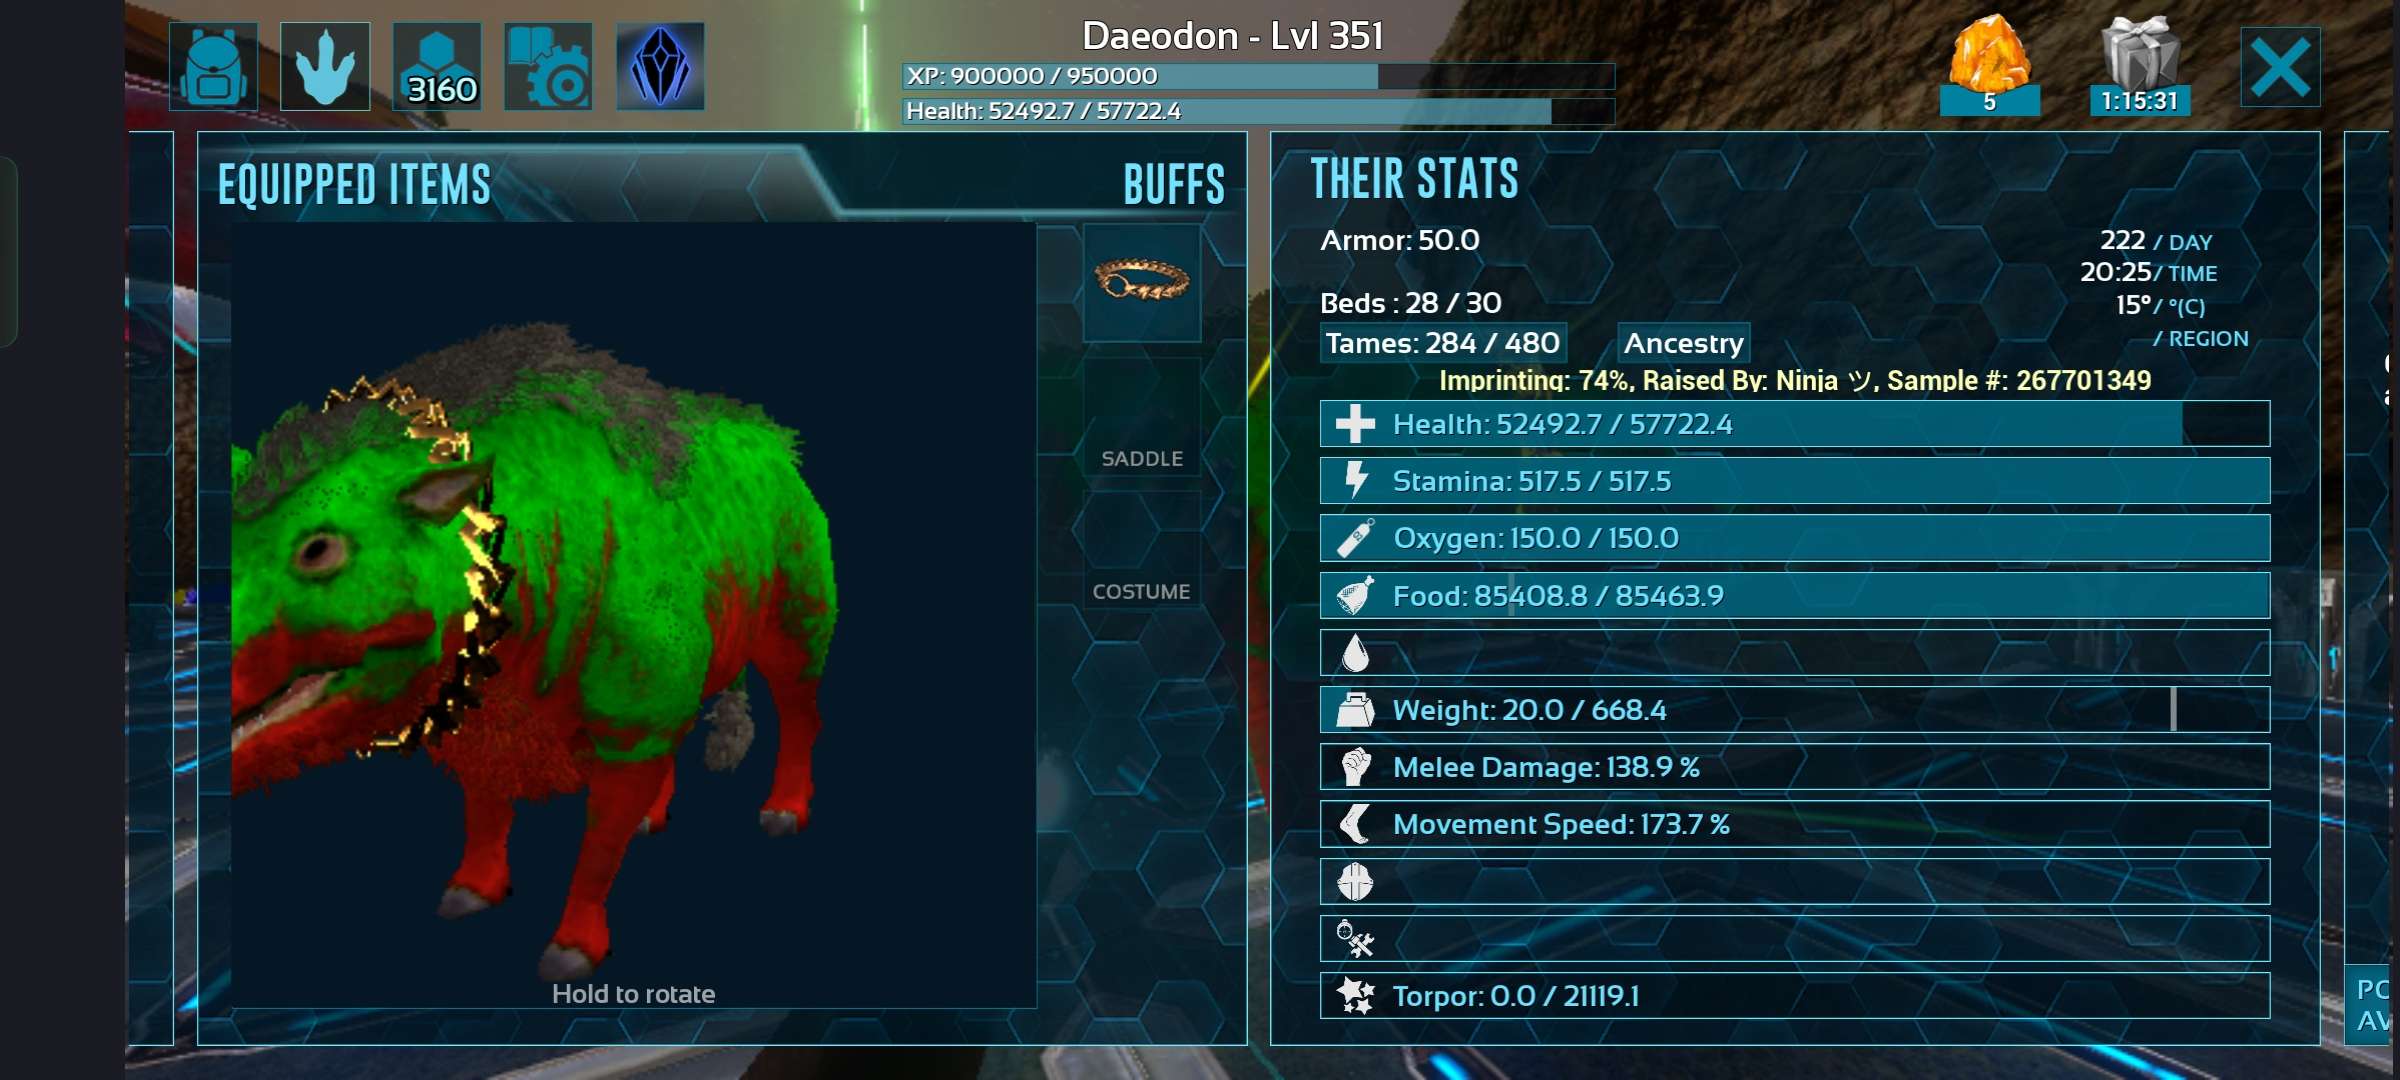 3160
Daeodon - Lvl 351
XP: 900000 / 950000
Health: 52492.7 / 57722.4
5
1:15:31
EQUIPPED ITEMS
BUFFS
SADDLE
COSTUME
Hold to rotate
THEIR STATS
Armor: 50.0
222 / DAY
20:25/ TIME
15°/ °(C)
/ REGION
Beds : 28 / 30
Tames: 284 / 480
Ancestry
Imprinting: 74%, Raised By: Ninja ツ, Sample #: 267701349
Health: 52492.7 / 57722.4
Stamina: 517.5 / 517.5
Oxygen: 150.0 / 150.0
Food: 85408.8 / 85463.9
Weight: 20.0 / 668.4
Melee Damage: 138.9 %
Movement Speed: 173.7 %
Torpor: 0.0 / 21119.1